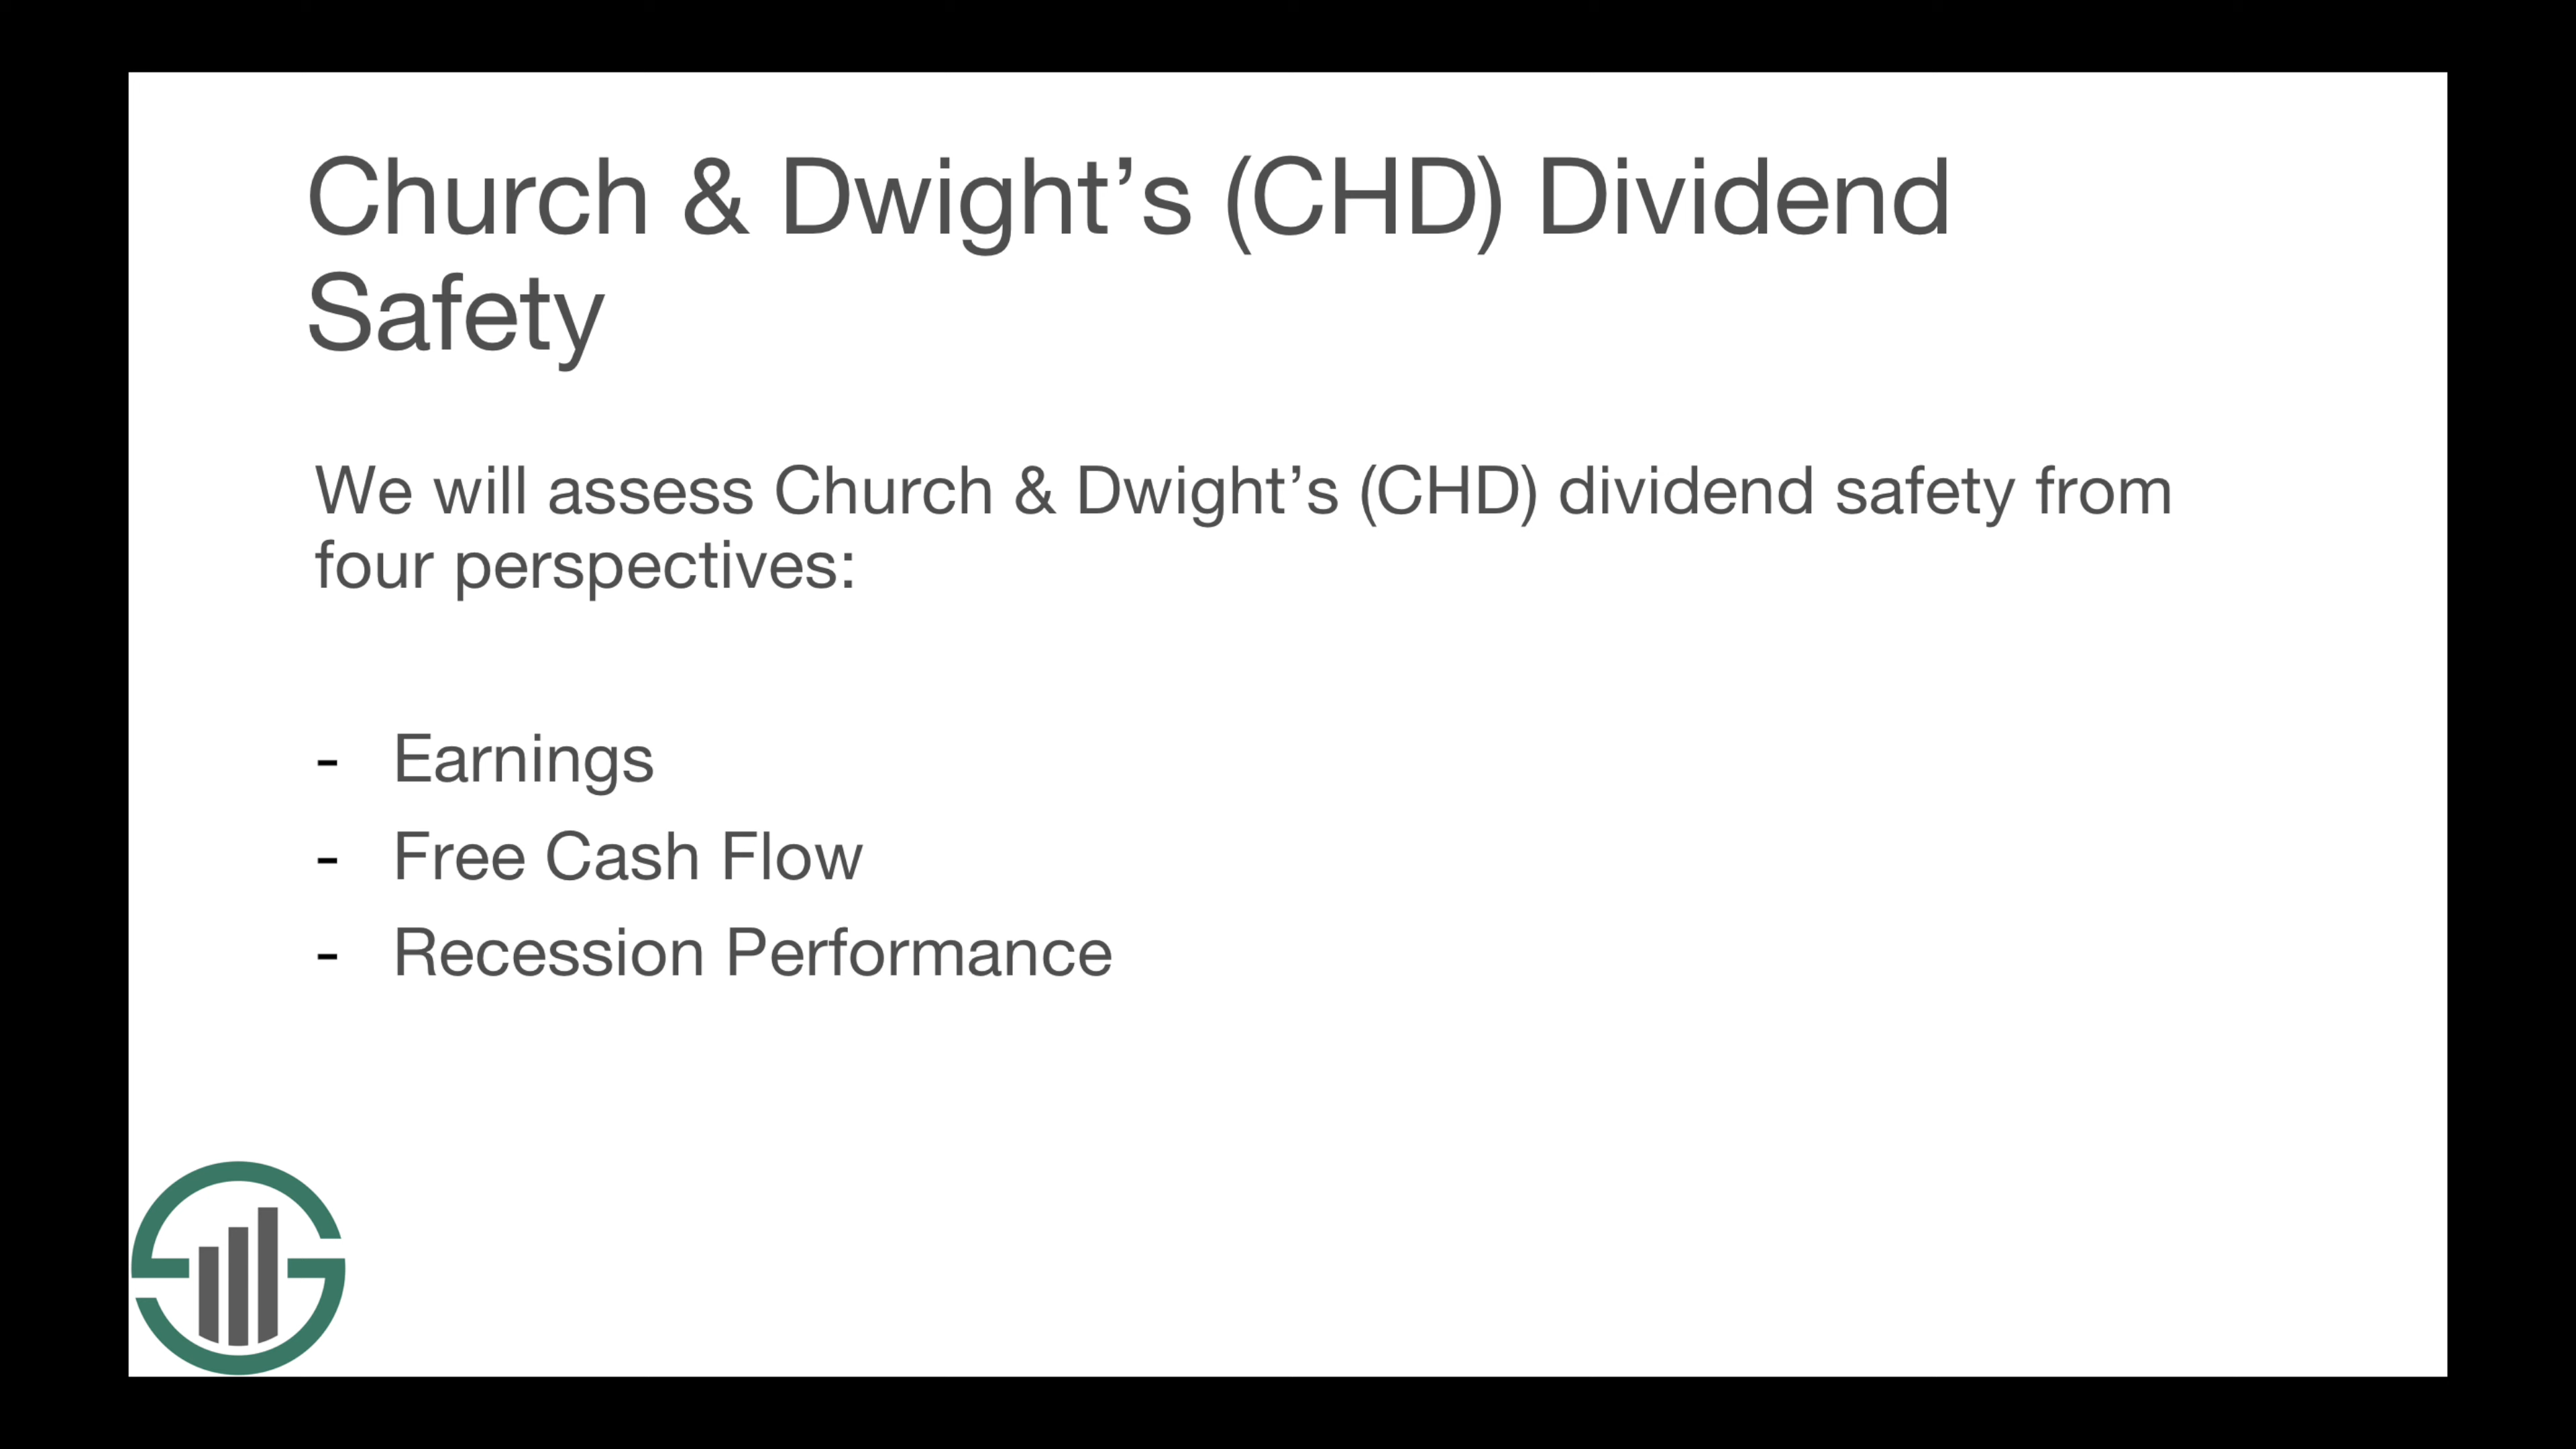 Church & Dwight’s (CHD) Dividend
Safety
We will assess Church & Dwight’s (CHD) dividend safety from
four perspectives:
- Earnings
- Free Cash Flow
- Recession Performance